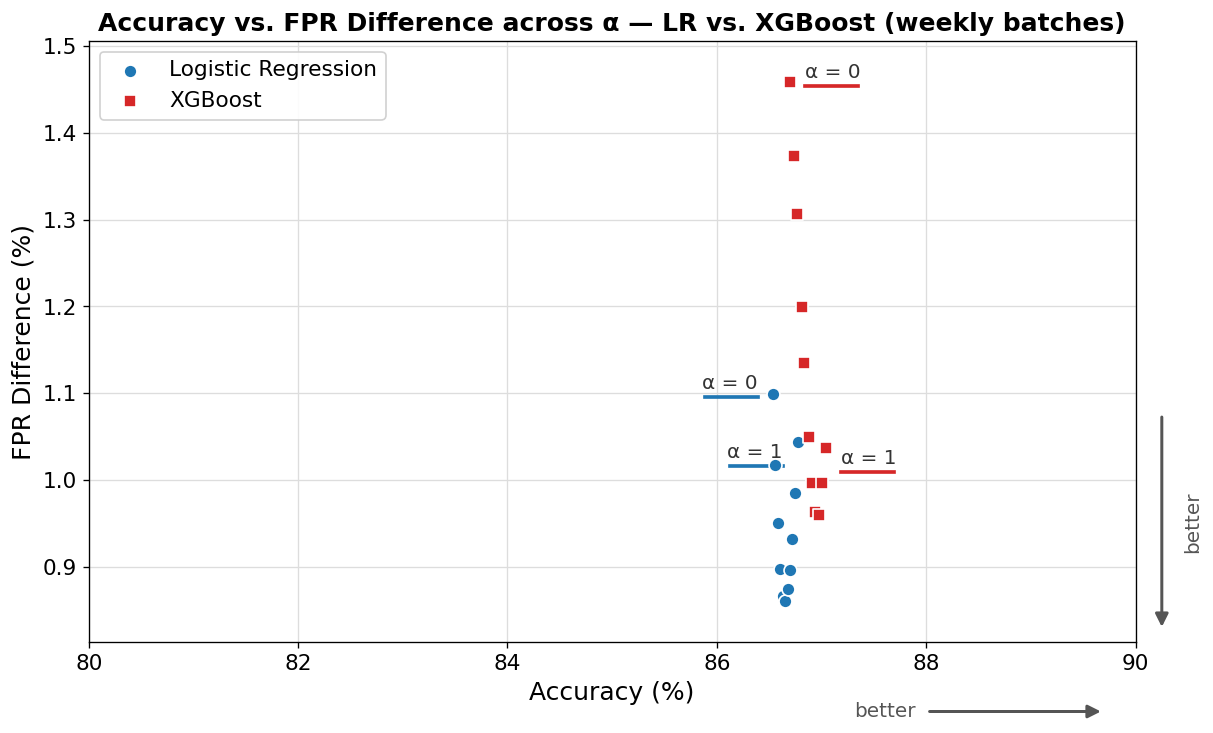 Accuracy vs. FPR Difference across α — LR vs. XGBoost (weekly batches)
Logistic Regression
XGBoost
FPR Difference (%)
1.5
1.4
1.3
1.2
1.1
1.0
0.9
α = 0
α = 0
α = 1
α = 1
better
80
82
84
86
88
90
Accuracy (%)
better